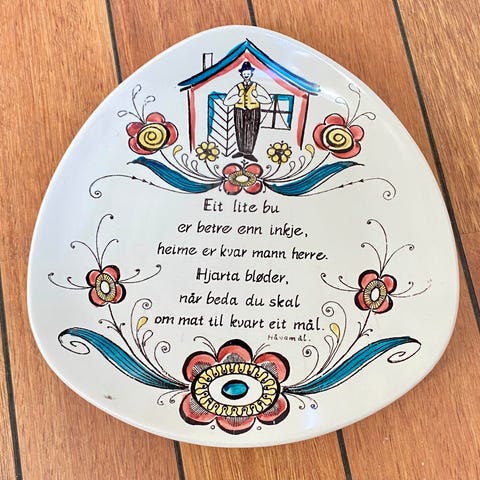 Eit lite bu
er betre enn inkje,
heime er kvar mann herre.
Hjarta bløder,
når beda du skal
om mat til kvart eit mål.
Håvamål.